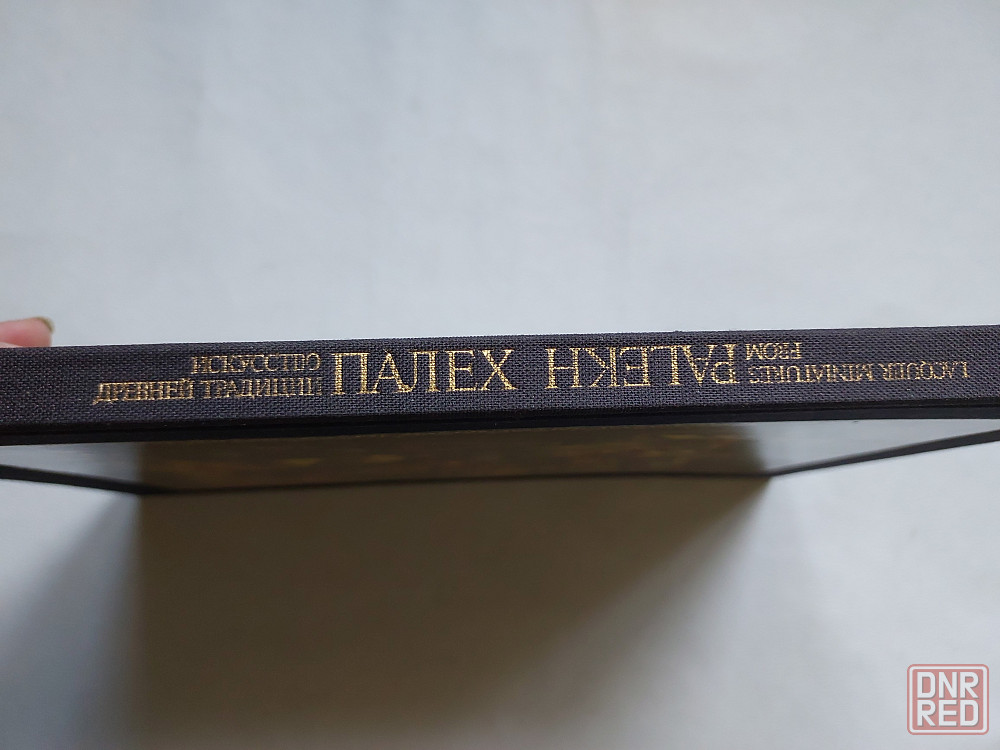 ИСКУССТВО
ДРЕВНЕЙ ТРАДИЦИИ
ПАЛЕХ
LACQUER MINIATURES
FROM
PALEKH
DNR
RED